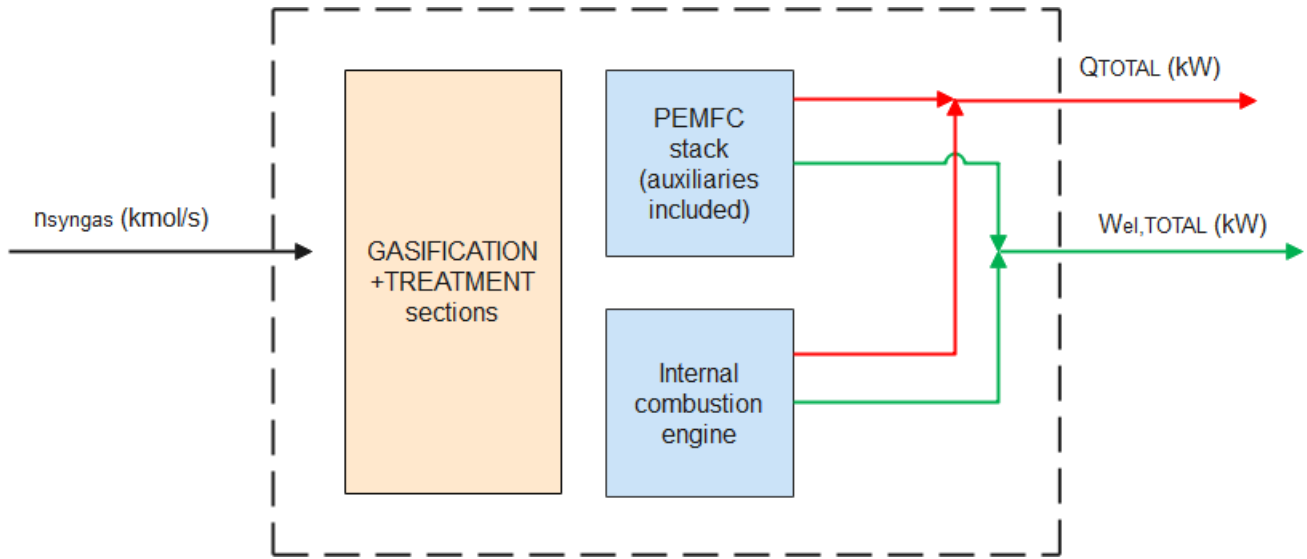 nsyngas (kmol/s)
GASIFICATION
+TREATMENT
sections
PEMFC
stack
(auxiliaries
included)
Internal
combustion
engine
QTOTAL (kW)
Wel,TOTAL (kW)